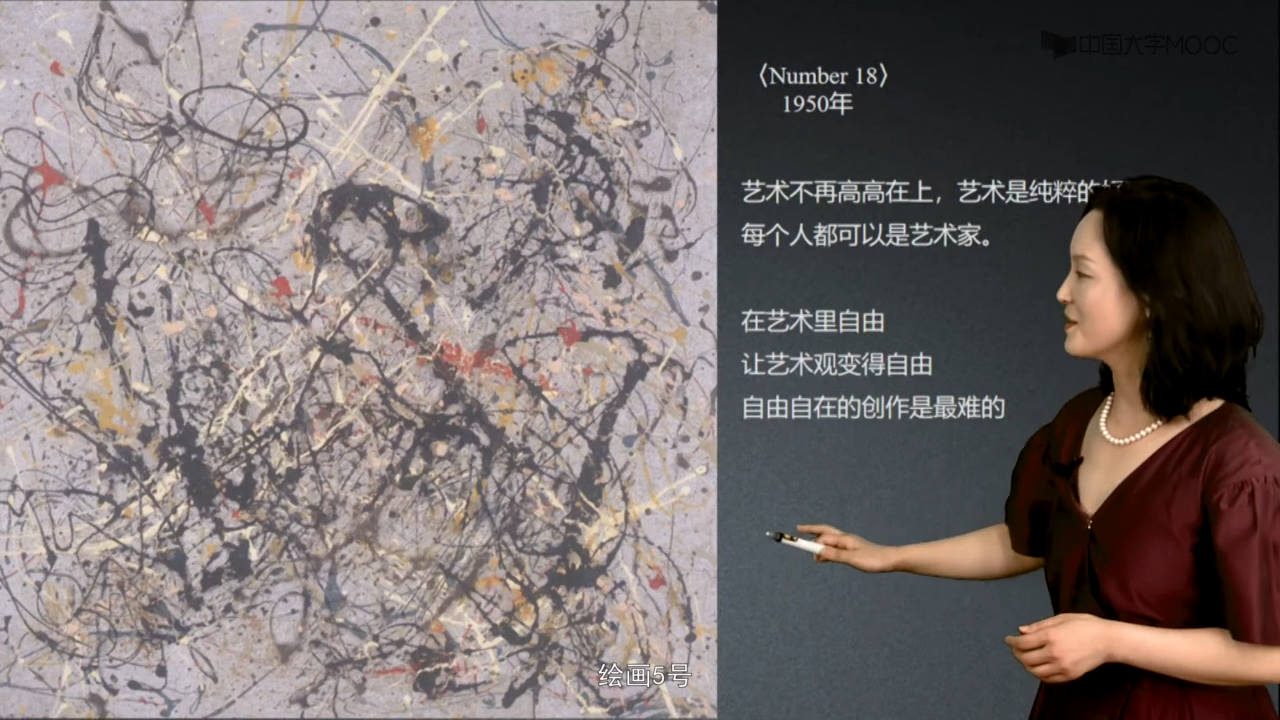 中国大学MOOC
〈Number 18〉
1950年
艺术不再高高在上，艺术是纯粹的
每个人都可以是艺术家。
在艺术里自由
让艺术观变得自由
自由自在的创作是最难的
绘画5号